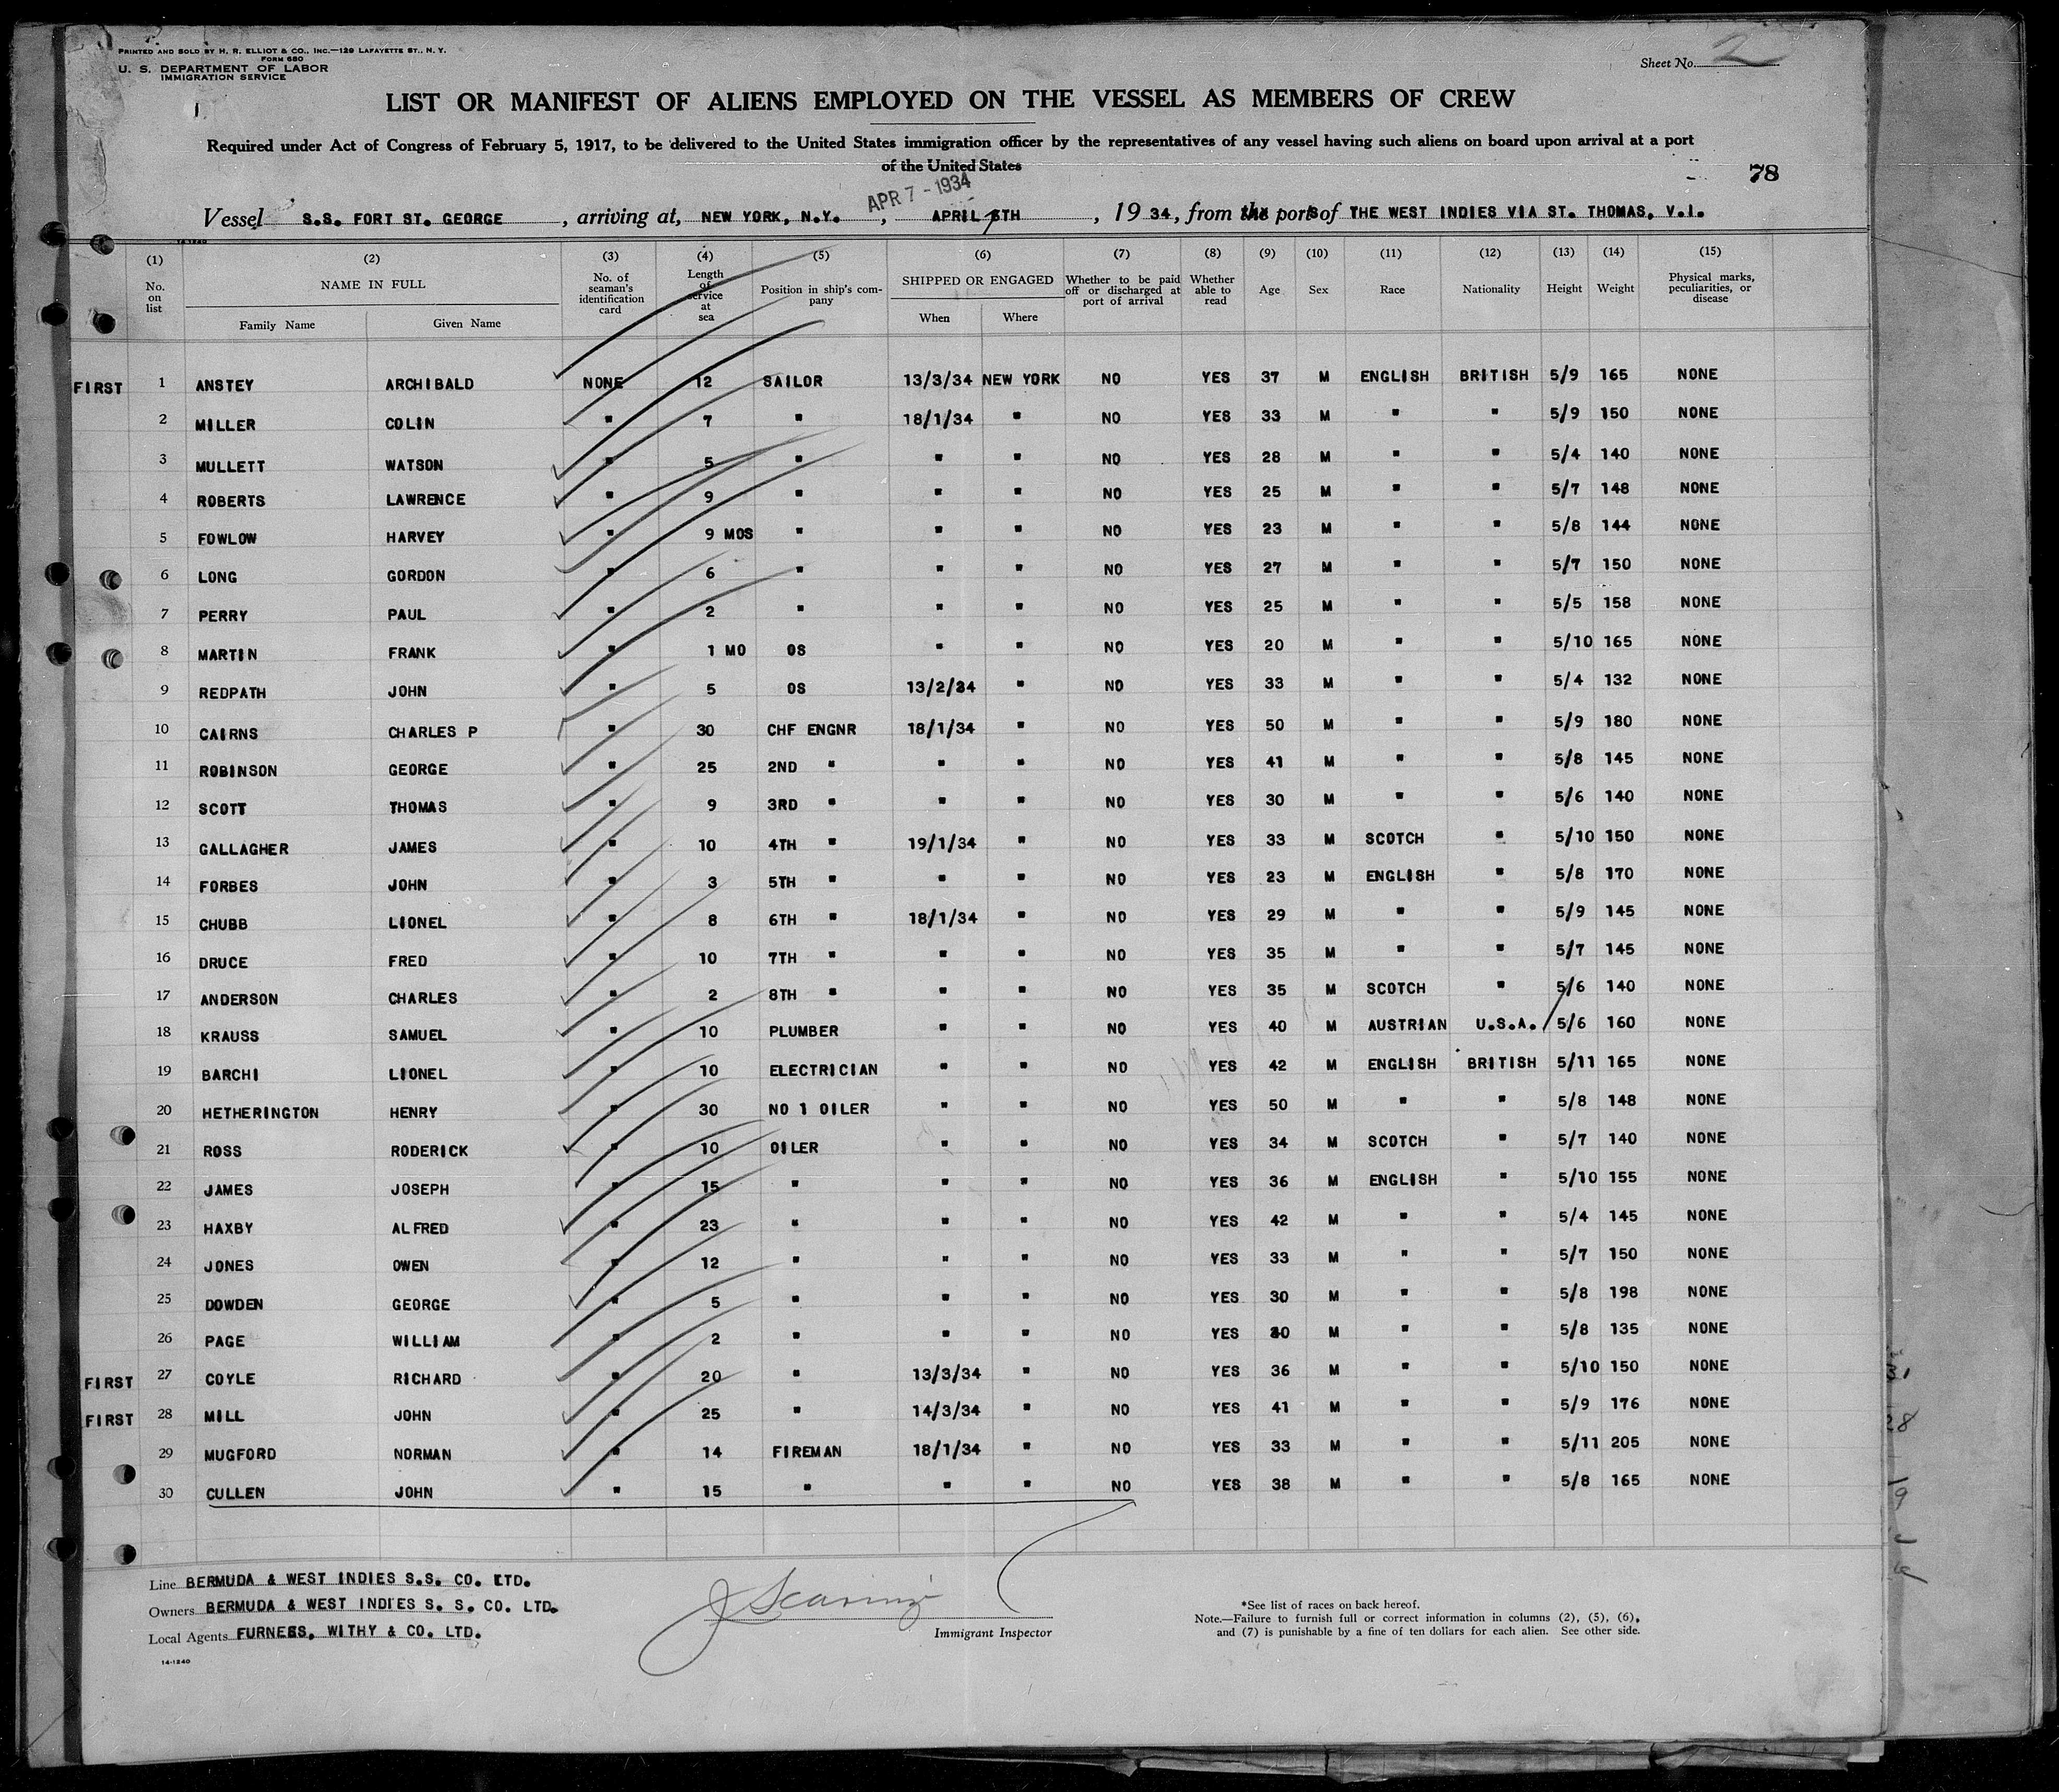 PRINTED AND SOLD BY H. R. ELLIOT & CO., INC.—129 LAFAYETTE ST., N. Y.
FORM 680
U. S. DEPARTMENT OF LABOR
IMMIGRATION SERVICE
Sheet No. 2
LIST OR MANIFEST OF ALIENS EMPLOYED ON THE VESSEL AS MEMBERS OF CREW
Required under Act of Congress of February 5, 1917, to be delivered to the United States immigration officer by the representatives of any vessel having such aliens on board upon arrival at a port
of the United States
78
APR 7 - 1934
Vessel S.S. FORT ST. GEORGE, arriving at, NEW YORK, N.Y., APRIL 7TH, 1934, from the ports of THE WEST INDIES VIA ST. THOMAS, V.I.
14-1240
(1) (2) (3) (4) (5) (6) (7) (8) (9) (10) (11) (12) (13) (14) (15)
No. on list NAME IN FULL Family Name Given Name No. of seaman's identification card Length of service at sea Position in ship's company SHIPPED OR ENGAGED When Where Whether to be paid off or discharged at port of arrival Whether able to read Age Sex Race Nationality Height Weight Physical marks, peculiarities, or disease
FIRST 1 ANSTEY ARCHIBALD NONE 12 SAILOR 13/3/34 NEW YORK NO YES 37 M ENGLISH BRITISH 5/9 165 NONE
2 MILLER COLIN " 7 " 18/1/34 " NO YES 33 M " " 5/9 150 NONE
3 MULLETT WATSON " 5 " " " NO YES 28 M " " 5/4 140 NONE
4 ROBERTS LAWRENCE " 9 " " " NO YES 25 M " " 5/7 148 NONE
5 FOWLOW HARVEY " 9 MOS " " " NO YES 23 M " " 5/8 144 NONE
6 LONG GORDON " 6 " " " NO YES 27 M " " 5/7 150 NONE
7 PERRY PAUL " 2 " " " NO YES 25 M " " 5/5 158 NONE
8 MARTIN FRANK " 1 MO OS " " NO YES 20 M " " 5/10 165 NONE
9 REDPATH JOHN " 5 OS 13/2/34 " NO YES 33 M " " 5/4 132 NONE
10 CAIRNS CHARLES P " 30 CHF ENGNR 18/1/34 " NO YES 50 M " " 5/9 180 NONE
11 ROBINSON GEORGE " 25 2ND " " " NO YES 41 M " " 5/8 145 NONE
12 SCOTT THOMAS " 9 3RD " " " NO YES 30 M " " 5/6 140 NONE
13 GALLAGHER JAMES " 10 4TH " 19/1/34 " NO YES 33 M SCOTCH " 5/10 150 NONE
14 FORBES JOHN " 3 5TH " " " NO YES 23 M ENGLISH " 5/8 170 NONE
15 CHUBB LIONEL " 8 6TH " 18/1/34 " NO YES 29 M " " 5/9 145 NONE
16 DRUCE FRED " 10 7TH " " " NO YES 35 M " " 5/7 145 NONE
17 ANDERSON CHARLES " 2 8TH " " " NO YES 35 M SCOTCH " 5/6 140 NONE
18 KRAUSS SAMUEL " 10 PLUMBER " " NO YES 40 M AUSTRIAN U.S.A. 5/6 160 NONE
19 BARCHI LIONEL " 10 ELECTRICIAN " " NO YES 42 M ENGLISH BRITISH 5/11 165 NONE
20 HETHERINGTON HENRY " 30 NO 1 OILER " " NO YES 50 M " " 5/8 148 NONE
21 ROSS RODERICK " 10 OILER " " NO YES 34 M SCOTCH " 5/7 140 NONE
22 JAMES JOSEPH " 15 " " " NO YES 36 M ENGLISH " 5/10 155 NONE
23 HAXBY ALFRED " 23 " " " NO YES 42 M " " 5/4 145 NONE
24 JONES OWEN " 12 " " " NO YES 33 M " " 5/7 150 NONE
25 DOWDEN GEORGE " 5 " " " NO YES 30 M " " 5/8 198 NONE
26 PAGE WILLIAM " 2 " " " NO YES M " " 5/8 135 NONE
FIRST 27 COYLE RICHARD " 20 " 13/3/34 " NO YES 36 M " " 5/10 150 NONE
FIRST 28 MILL JOHN " 25 " 14/3/34 " NO YES 41 M " " 5/9 176 NONE
29 MUGFORD NORMAN " 14 FIREMAN 18/1/34 " NO YES 33 M " " 5/11 205 NONE
30 CULLEN JOHN " 15 " " " NO YES 38 M " " 5/8 165 NONE
Line BERMUDA & WEST INDIES S.S. CO. LTD.
Owners BERMUDA & WEST INDIES S. S. CO. LTD.
Local Agents FURNESS, WITHY & CO. LTD.
14-1240
Immigrant Inspector
*See list of races on back hereof.
Note.—Failure to furnish full or correct information in columns (2), (5), (6),
and (7) is punishable by a fine of ten dollars for each alien. See other side.